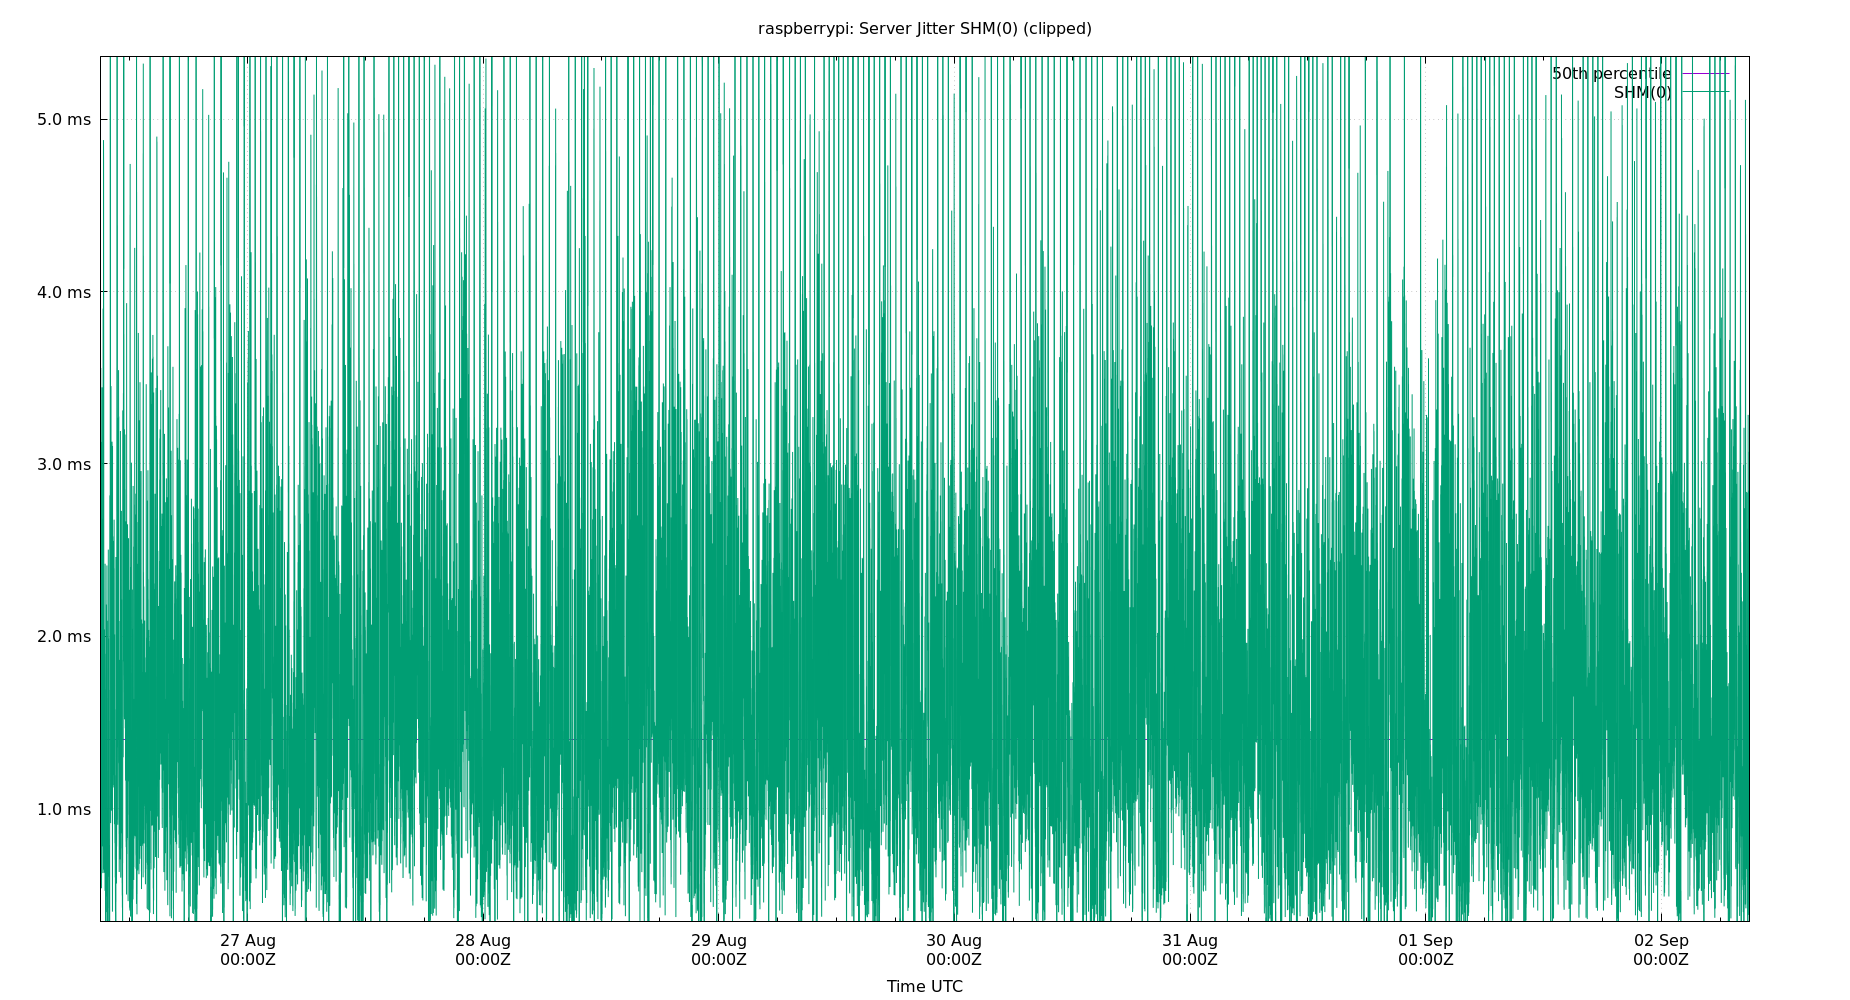 raspberrypi: Server Jitter SHM(0) (clipped)
50th percentile
SHM(0)
5.0 ms
4.0 ms
3.0 ms
2.0 ms
1.0 ms
27 Aug 28 Aug 29 Aug 30 Aug 31 Aug 01 Sep 02 Sep
00:00Z 00:00Z 00:00Z 00:00Z 00:00Z 00:00Z 00:00Z
Time UTC